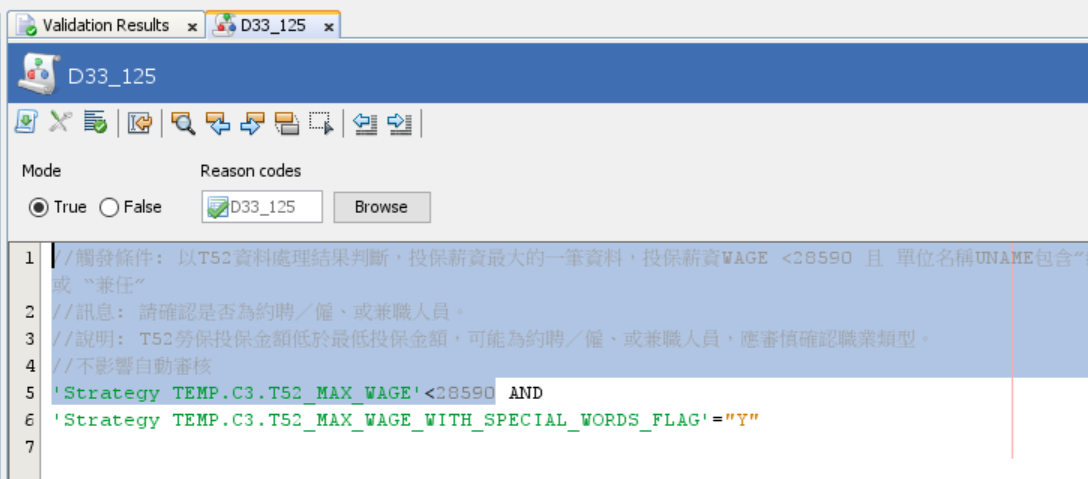 Validation Results
D33_125
D33_125
Mode
Reason codes
True
False
D33_125
Browse
1 //觸發條件: 以T52資料處理結果判斷，投保薪資最大的一筆資料，投保薪資WAGE <28590 且 單位名稱UNAME包含"
或 “兼任”
2 //訊息: 請確認是否為約聘／僱、或兼職人員。
3 //說明: T52勞保投保金額低於最低投保金額，可能為約聘／僱、或兼職人員，應審慎確認職業類型。
4 //不影響自動審核
5 'Strategy TEMP.C3.T52_MAX_WAGE'<28590 AND
6 'Strategy TEMP.C3.T52_MAX_WAGE_WITH_SPECIAL_WORDS_FLAG'="Y"
7